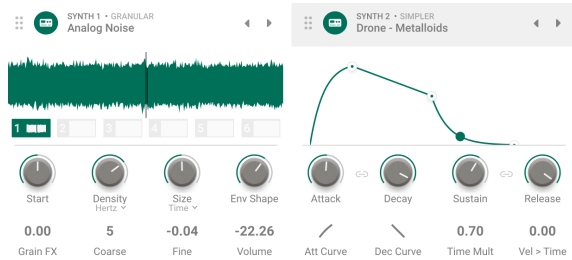 SYNTH 1 • GRANULAR
Analog Noise
1 2 3 4 5 6
Start Density Size Env Shape
Hertz Time
0.00 5 -0.04 -22.26
Grain FX Coarse Fine Volume
SYNTH 2 • SIMPLER
Drone - Metalloids
Attack Decay Sustain Release
0.70 0.00
Att Curve Dec Curve Time Mult Vel > Time